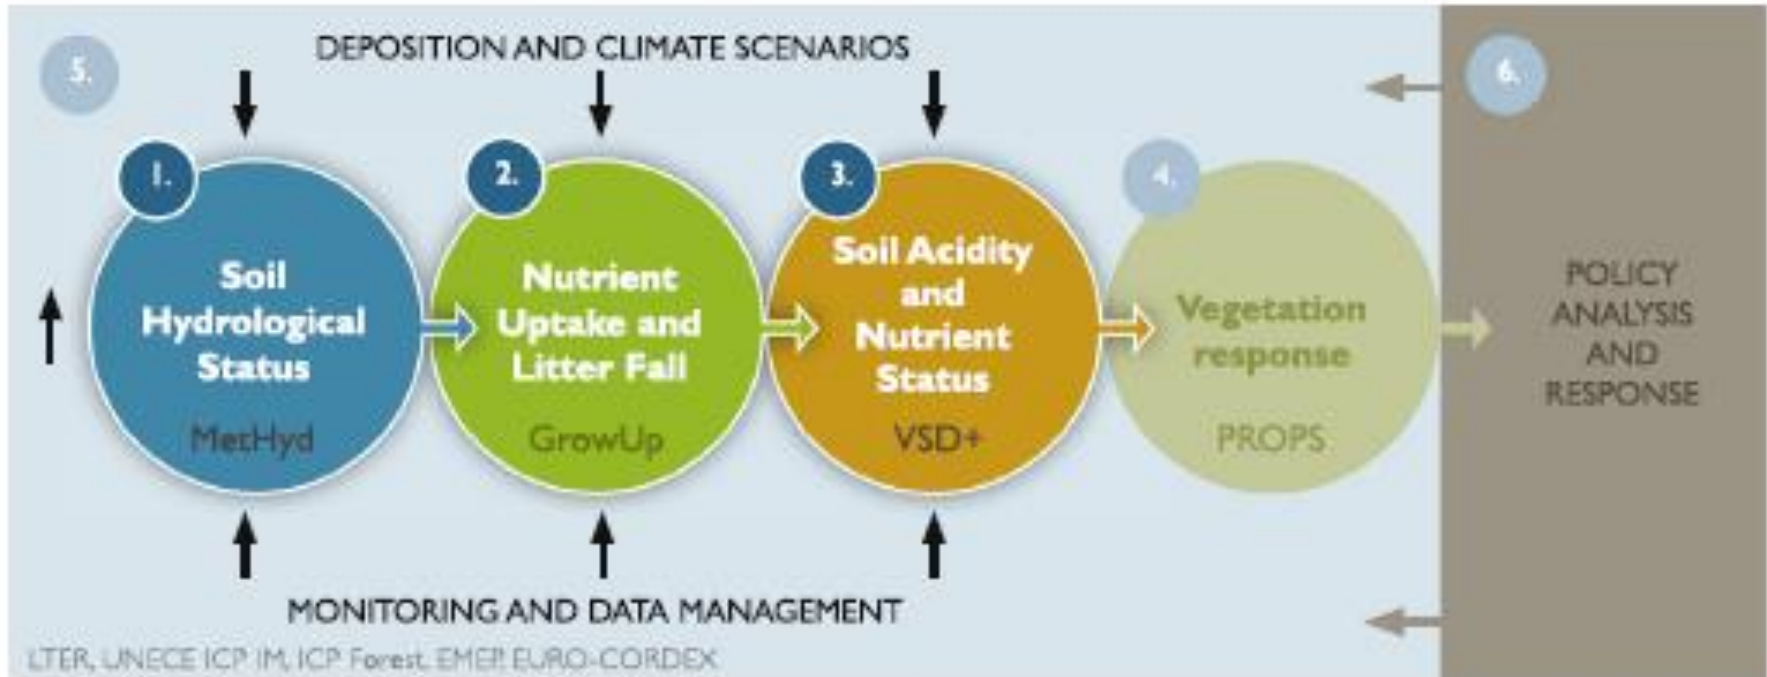 5.
DEPOSITION AND CLIMATE SCENARIOS
6.
1.
2.
3.
4.
Soil
Hydrological
Status
MetHyd
Nutrient
Uptake and
Litter Fall
GrowUp
Soil Acidity
and
Nutrient
Status
VSD+
Vegetation
response
PROPS
POLICY
ANALYSIS
AND
RESPONSE
MONITORING AND DATA MANAGEMENT
LTER, UNECE ICP IM, ICP Forest, EMEP, EURO-CORDEX